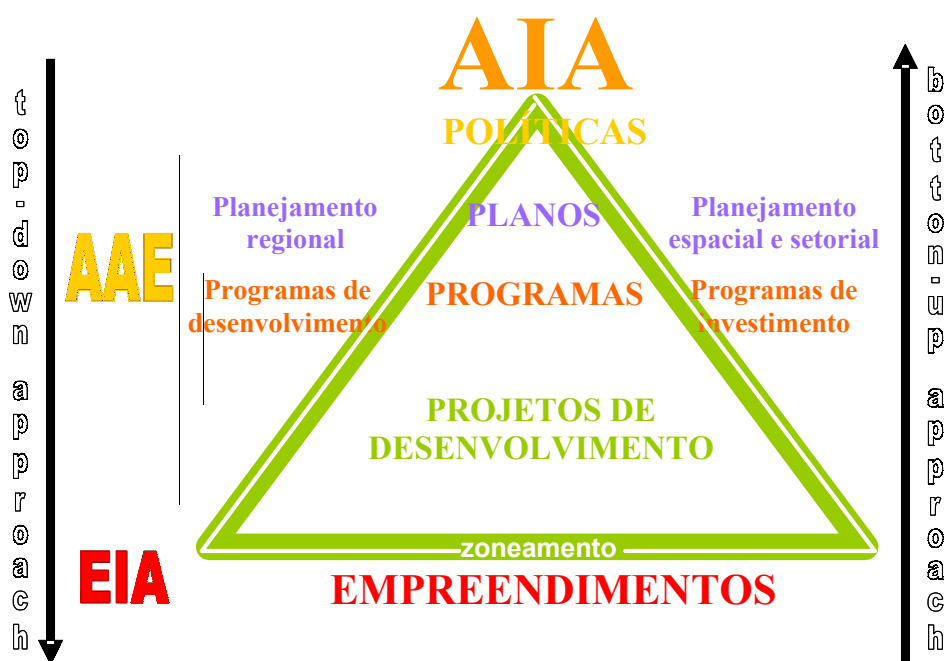 AIA
POLÍTICAS
Planejamento
regional
PLANOS
Planejamento
espacial e setorial
AAE
Programas de
desenvolvimento
PROGRAMAS
Programas de
investimento
PROJETOS DE
DESENVOLVIMENTO
zoneamento
EIA
EMPREENDIMENTOS
top-down approach
botton-up approach